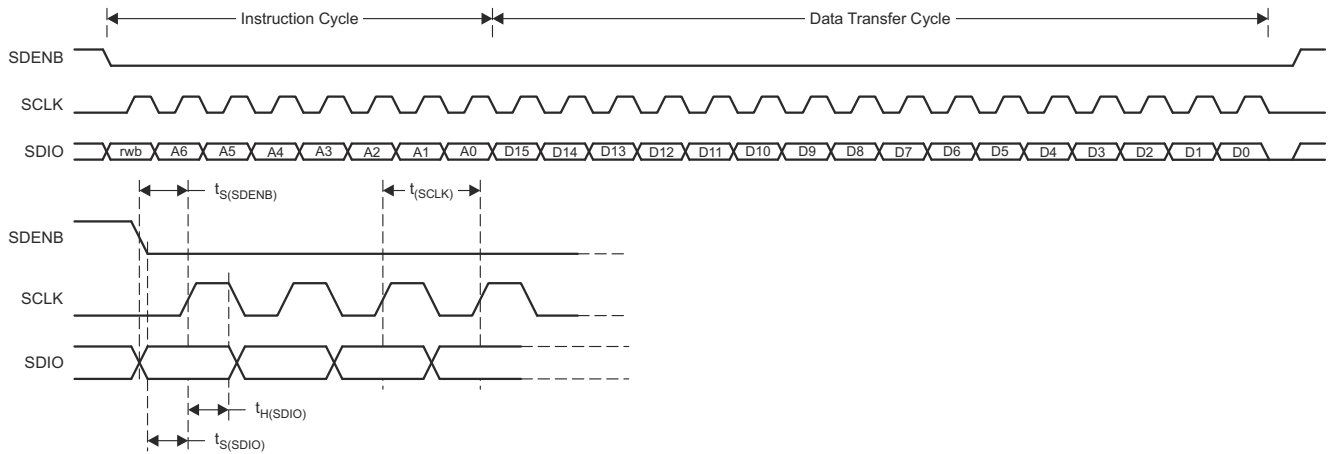 Instruction Cycle Data Transfer Cycle
SDENB
SCLK
SDIO rwb A6 A5 A4 A3 A2 A1 A0 D15 D14 D13 D12 D11 D10 D9 D8 D7 D6 D5 D4 D3 D2 D1 D0
tS(SDENB) t(SCLK)
SDENB
SCLK
SDIO
tH(SDIO)
tS(SDIO)